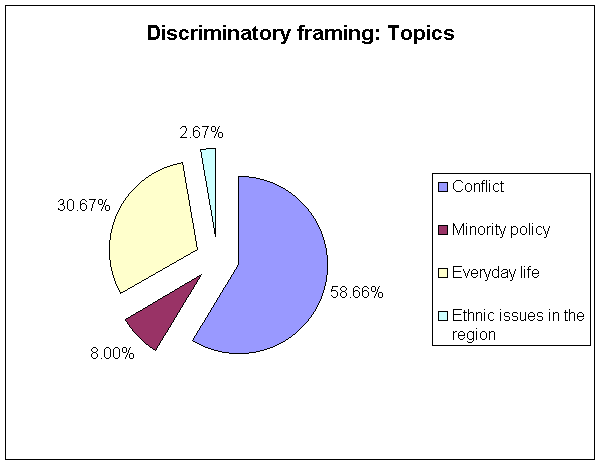 Discriminatory framing: Topics
2.67%
30.67%
58.66%
8.00%
Conflict
Minority policy
Everyday life
Ethnic issues in the
region